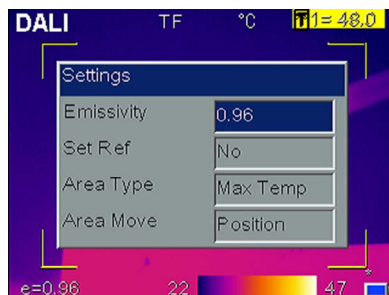 DALI TF °C T1= 48.0
Settings
Emissivity 0.96
Set Ref No
Area Type Max Temp
Area Move Position
e=0.96 22 47 *